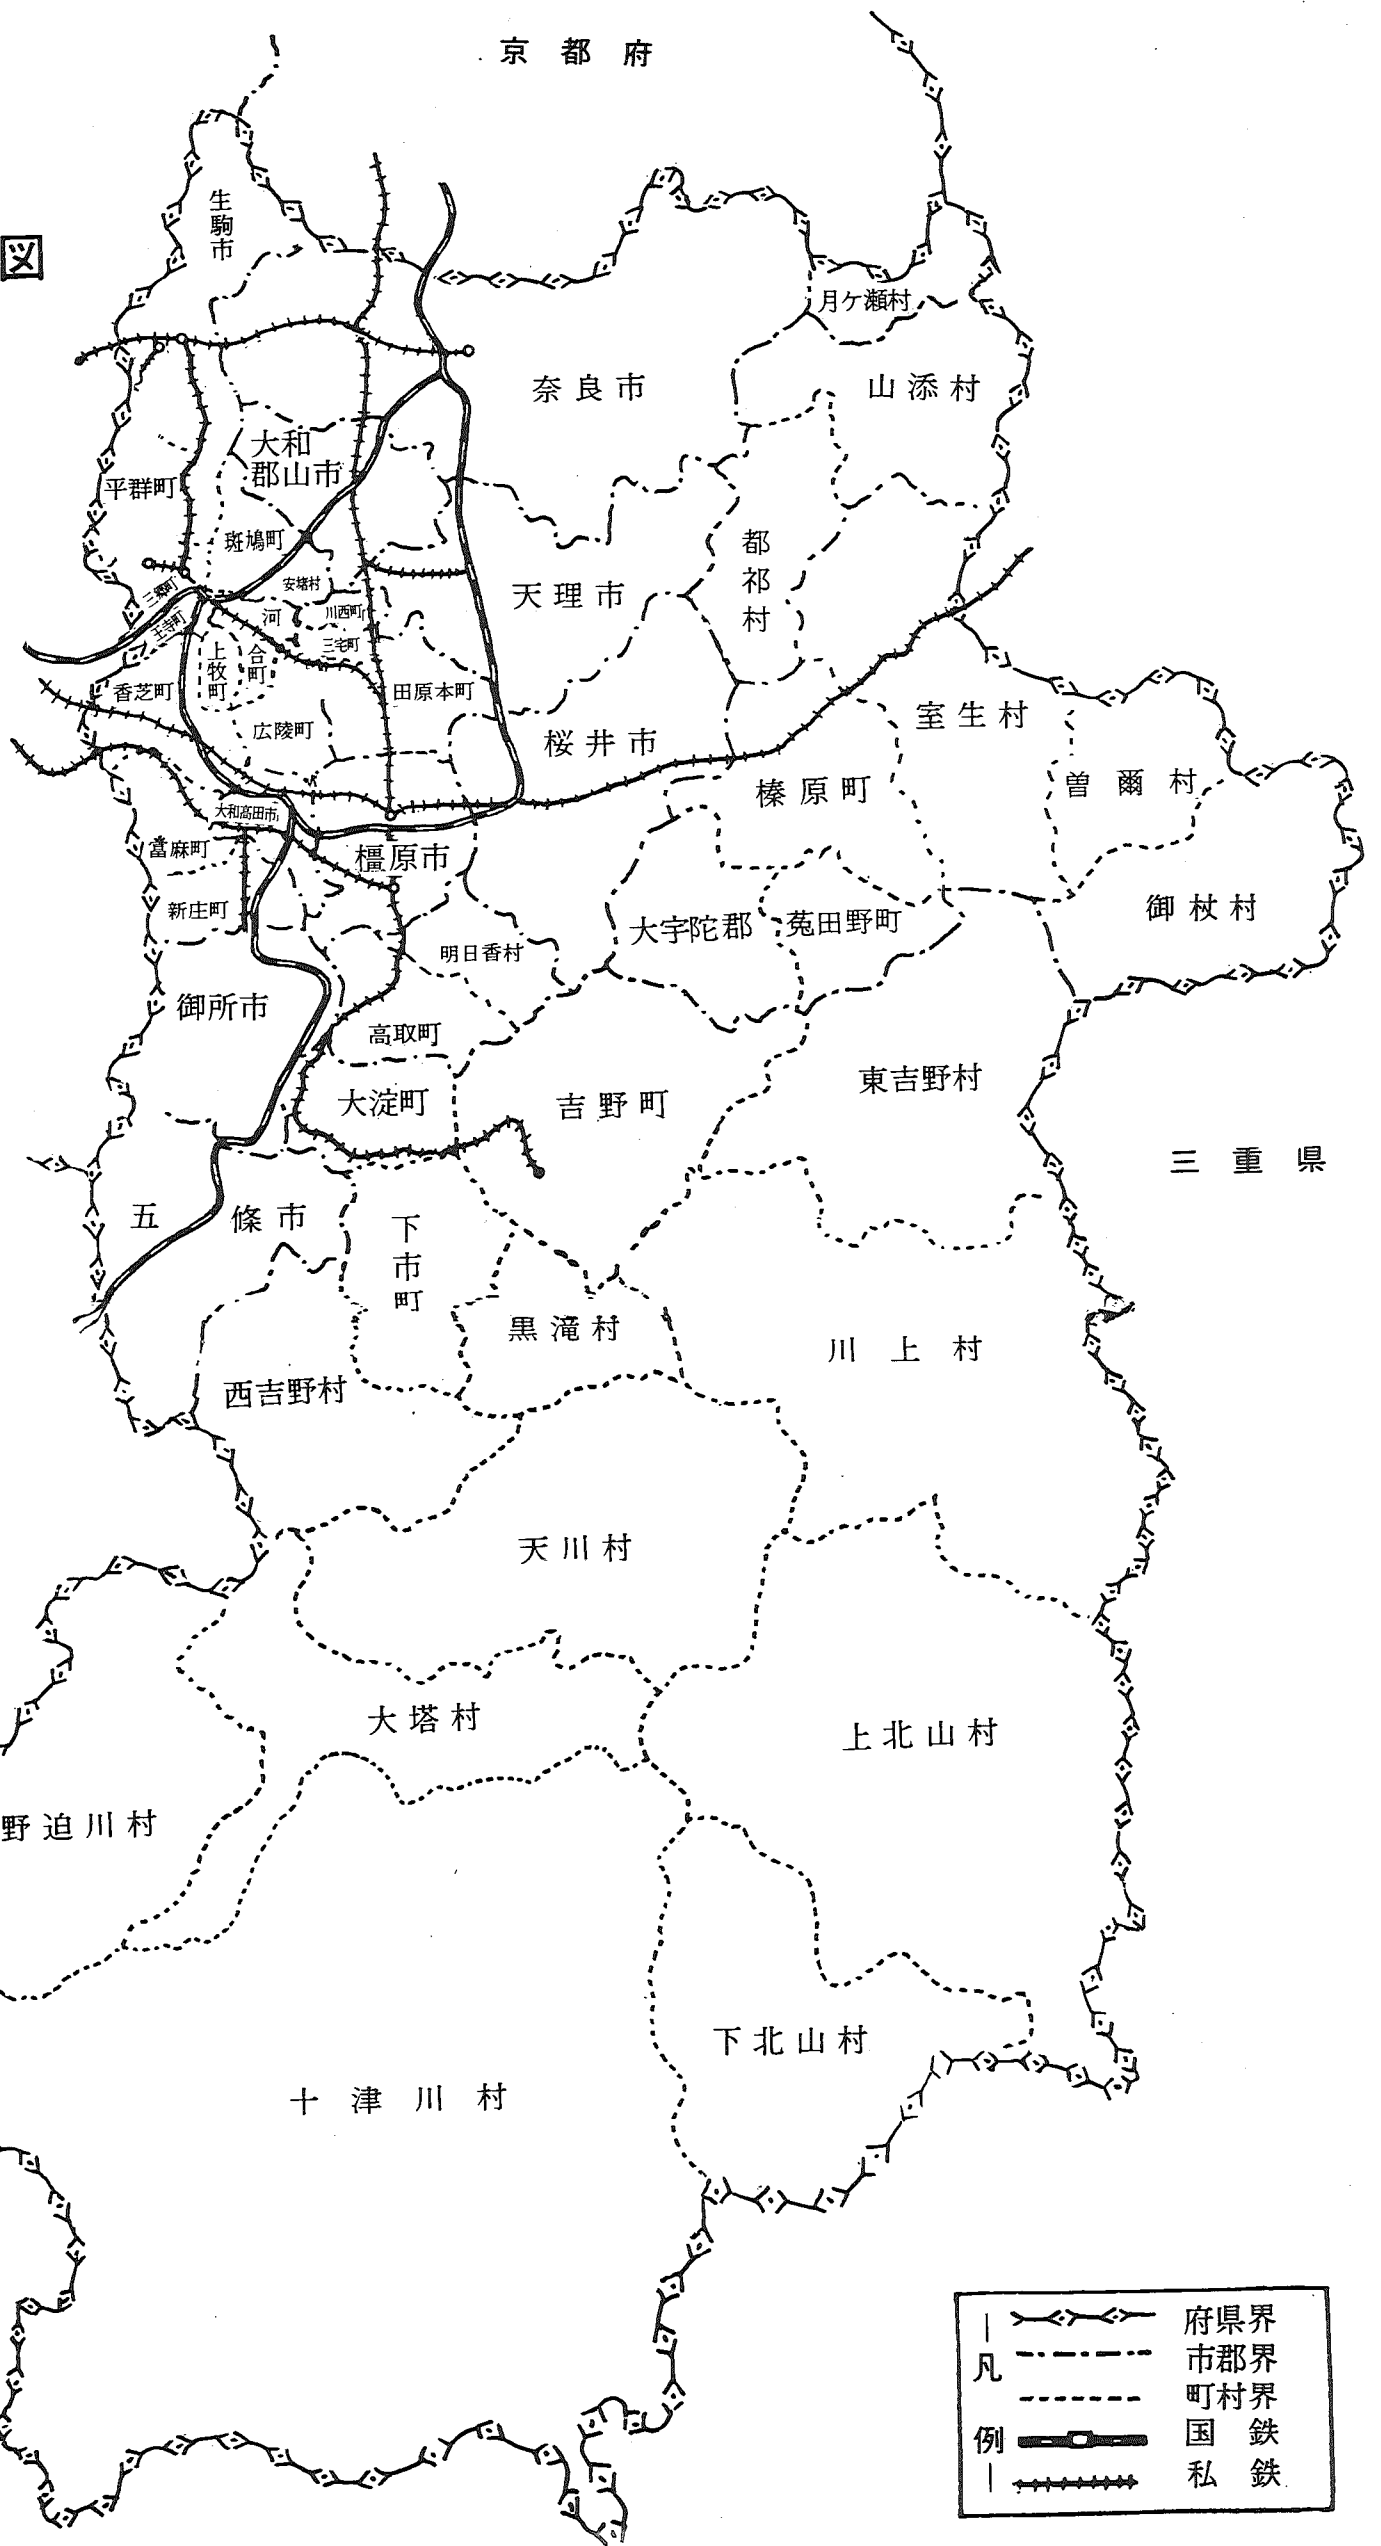 京都府
図
生駒市
月ケ瀬村
奈良市
山添村
大和
郡山市
平群町
斑鳩町
都祁村
安堵村
天理市
三郷町
王寺町
河合町
川西町
三宅町
上牧町
香芝町
田原本町
広陵町
桜井市
室生村
榛原町
曽爾村
大和高田市
當麻町
橿原市
新庄町
大宇陀郡
菟田野町
御杖村
明日香村
御所市
高取町
大淀町
吉野町
東吉野村
三重県
五條市
下市町
黒滝村
川上村
西吉野村
天川村
大塔村
上北山村
野迫川村
下北山村
十津川村
凡例
府県界
市郡界
町村界
国鉄
私鉄